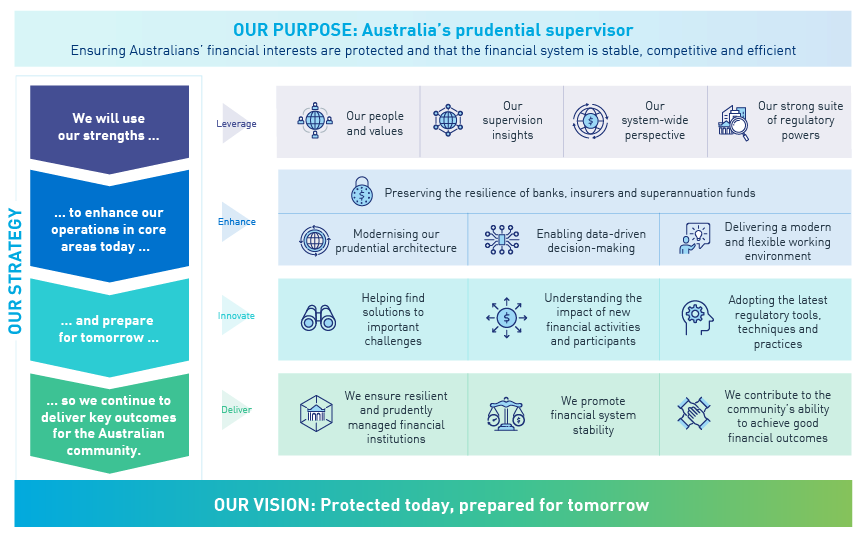 OUR PURPOSE: Australia's prudential supervisor
Ensuring Australians' financial interests are protected and that the financial system is stable, competitive and efficient
OUR STRATEGY
We will use
our strengths ...
Leverage
Our people
and values
Our
supervision
insights
Our
system-wide
perspective
Our strong suite
of regulatory
powers
... to enhance our
operations in core
areas today ...
Enhance
Preserving the resilience of banks, insurers and superannuation funds
Modernising our
prudential architecture
Enabling data-driven
decision-making
Delivering a modern
and flexible working
environment
... and prepare
for tomorrow ...
Innovate
Helping find
solutions to
important
challenges
Understanding the
impact of new
financial activities
and participants
Adopting the latest
regulatory tools,
techniques and
practices
... so we continue to
deliver key outcomes
for the Australian
community.
Deliver
We ensure resilient
and prudently
managed financial
institutions
We promote
financial system
stability
We contribute to the
community's ability
to achieve good
financial outcomes
OUR VISION: Protected today, prepared for tomorrow